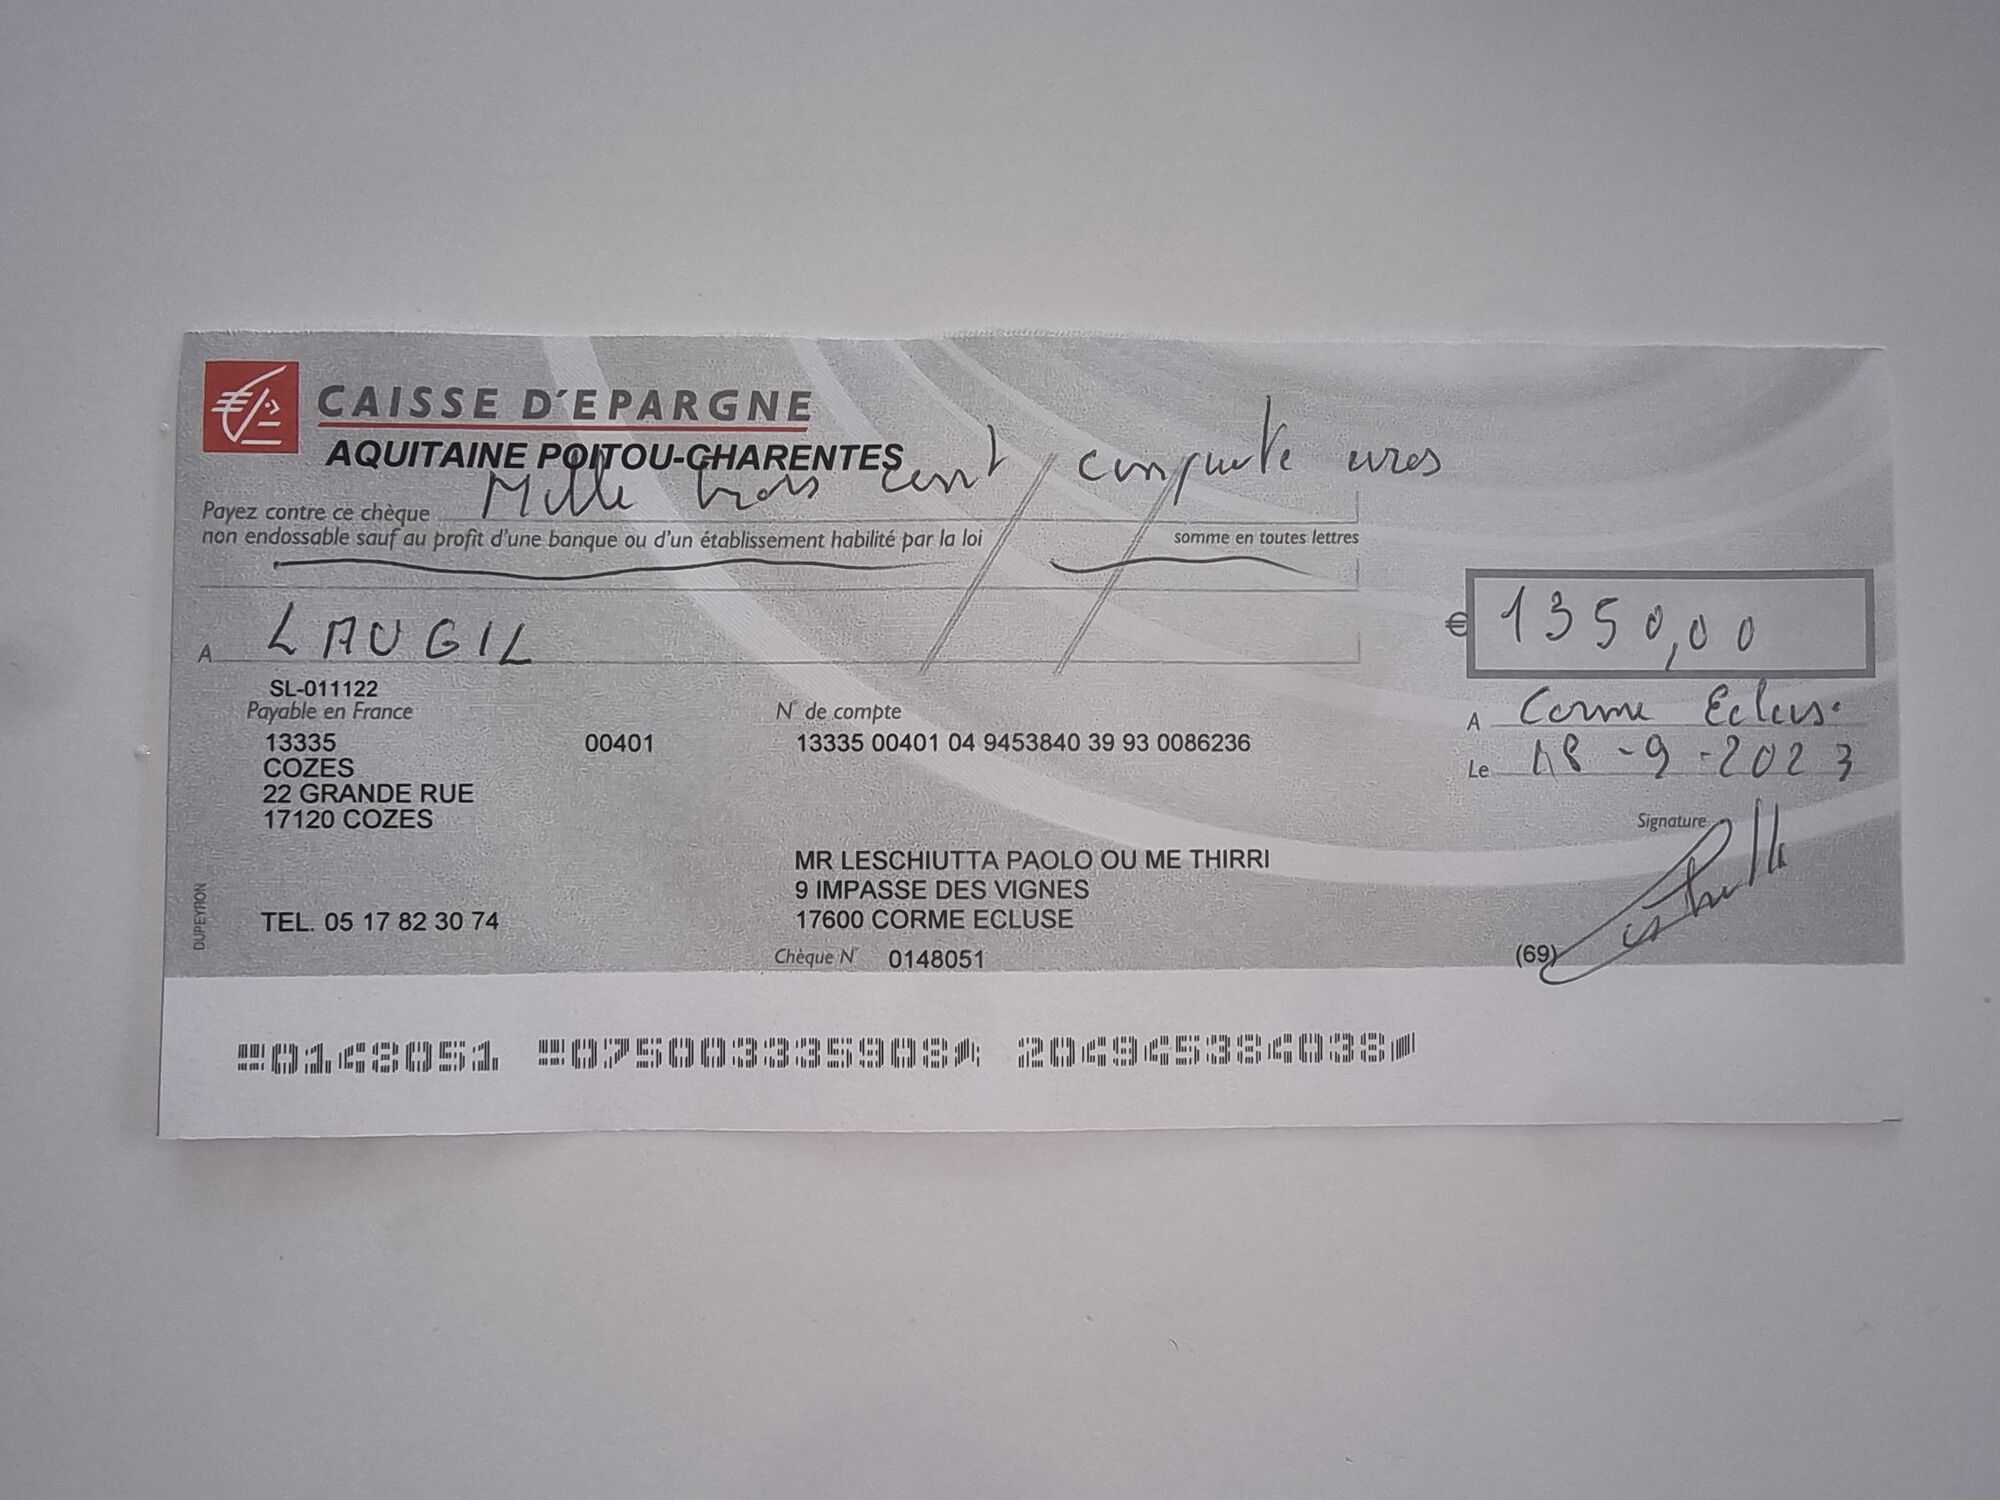 CAISSE D'EPARGNE
AQUITAINE POITOU-CHARENTES
Mille trois cent cinquante euros
Payez contre ce chèque
non endossable sauf au profit d'une banque ou d'un établissement habilité par la loi
somme en toutes lettres
A LAUGIL
€ 1350,00
SL-011122
Payable en France
N° de compte
A Corme Ecluse
13335 00401 13335 00401 04 9453840 39 93 0086236
Le 18-9-2023
COZES
22 GRANDE RUE
17120 COZES
Signature
MR LESCHIUTTA PAOLO OU ME THIRRI
9 IMPASSE DES VIGNES
TEL. 05 17 82 30 74
17600 CORME ECLUSE
DUPEYRON
Chèque N° 0148051
(69)
0148051 075003335908 204945384038